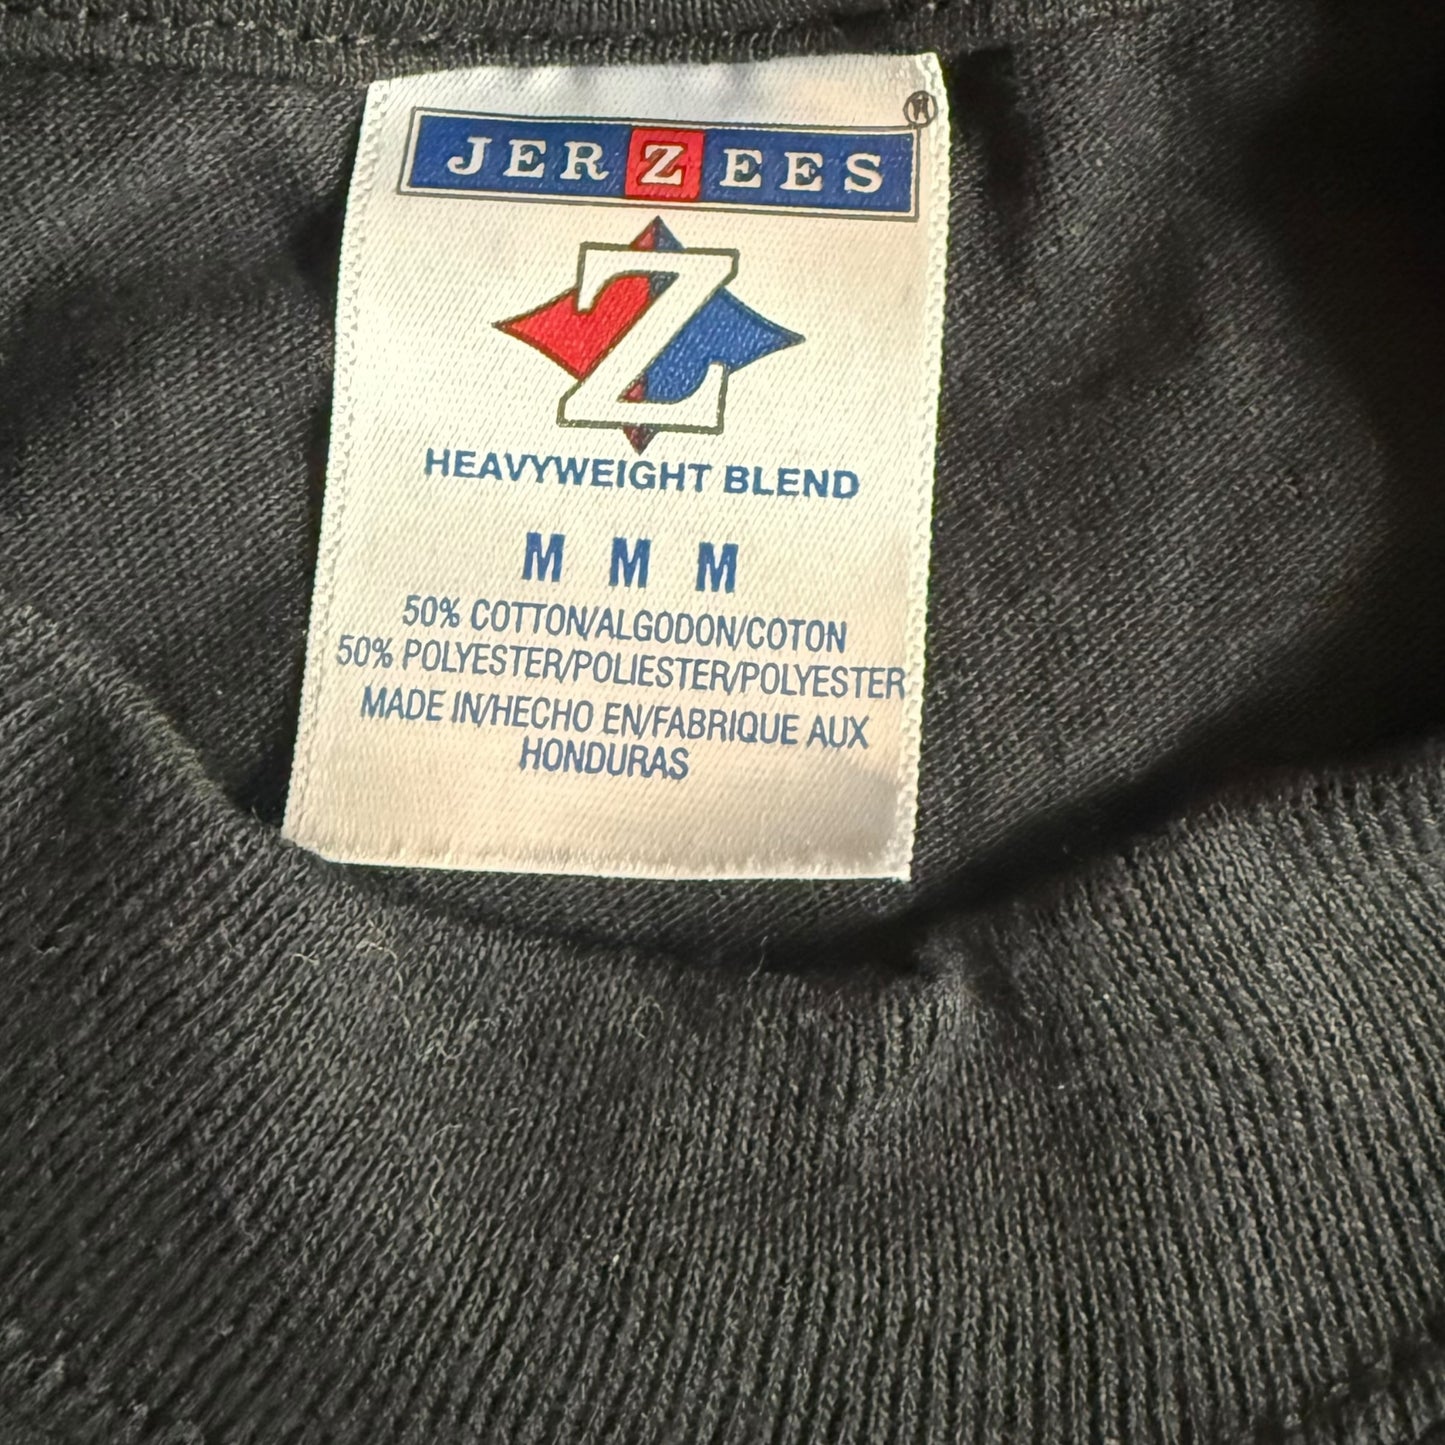 JERZEES ®
Z
HEAVYWEIGHT BLEND
M M M
50% COTTON/ALGODON/COTON
50% POLYESTER/POLIESTER/POLYESTER
MADE IN/HECHO EN/FABRIQUE AUX
HONDURAS